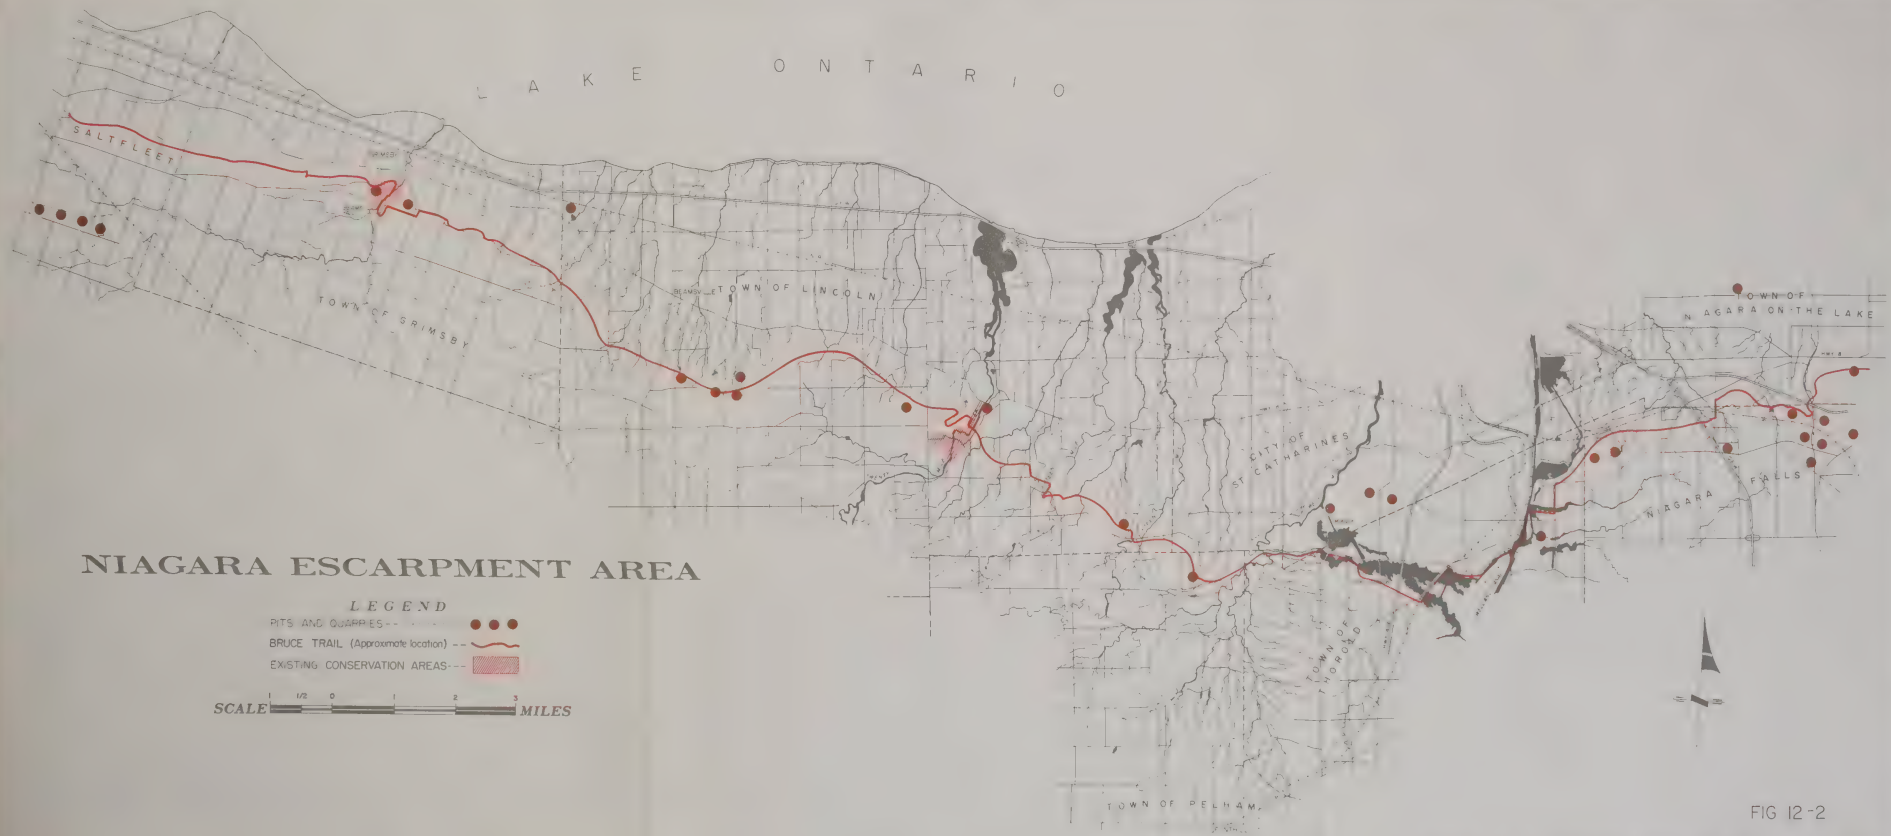 LAKE ONTARIO
SALTFLEET
TOWN OF GRIMSBY
TOWN OF LINCOLN
CITY OF
ST CATHARINES
TOWN OF
N AGARA ON THE LAKE
NIAGARA FALLS
TOWN OF
THOROLD
TOWN OF PELHAM
NIAGARA ESCARPMENT AREA
LEGEND
PITS AND QUARRIES
BRUCE TRAIL (Approximate location)
EXISTING CONSERVATION AREAS
1 1/2 0 1 2 3
SCALE MILES
FIG 12-2